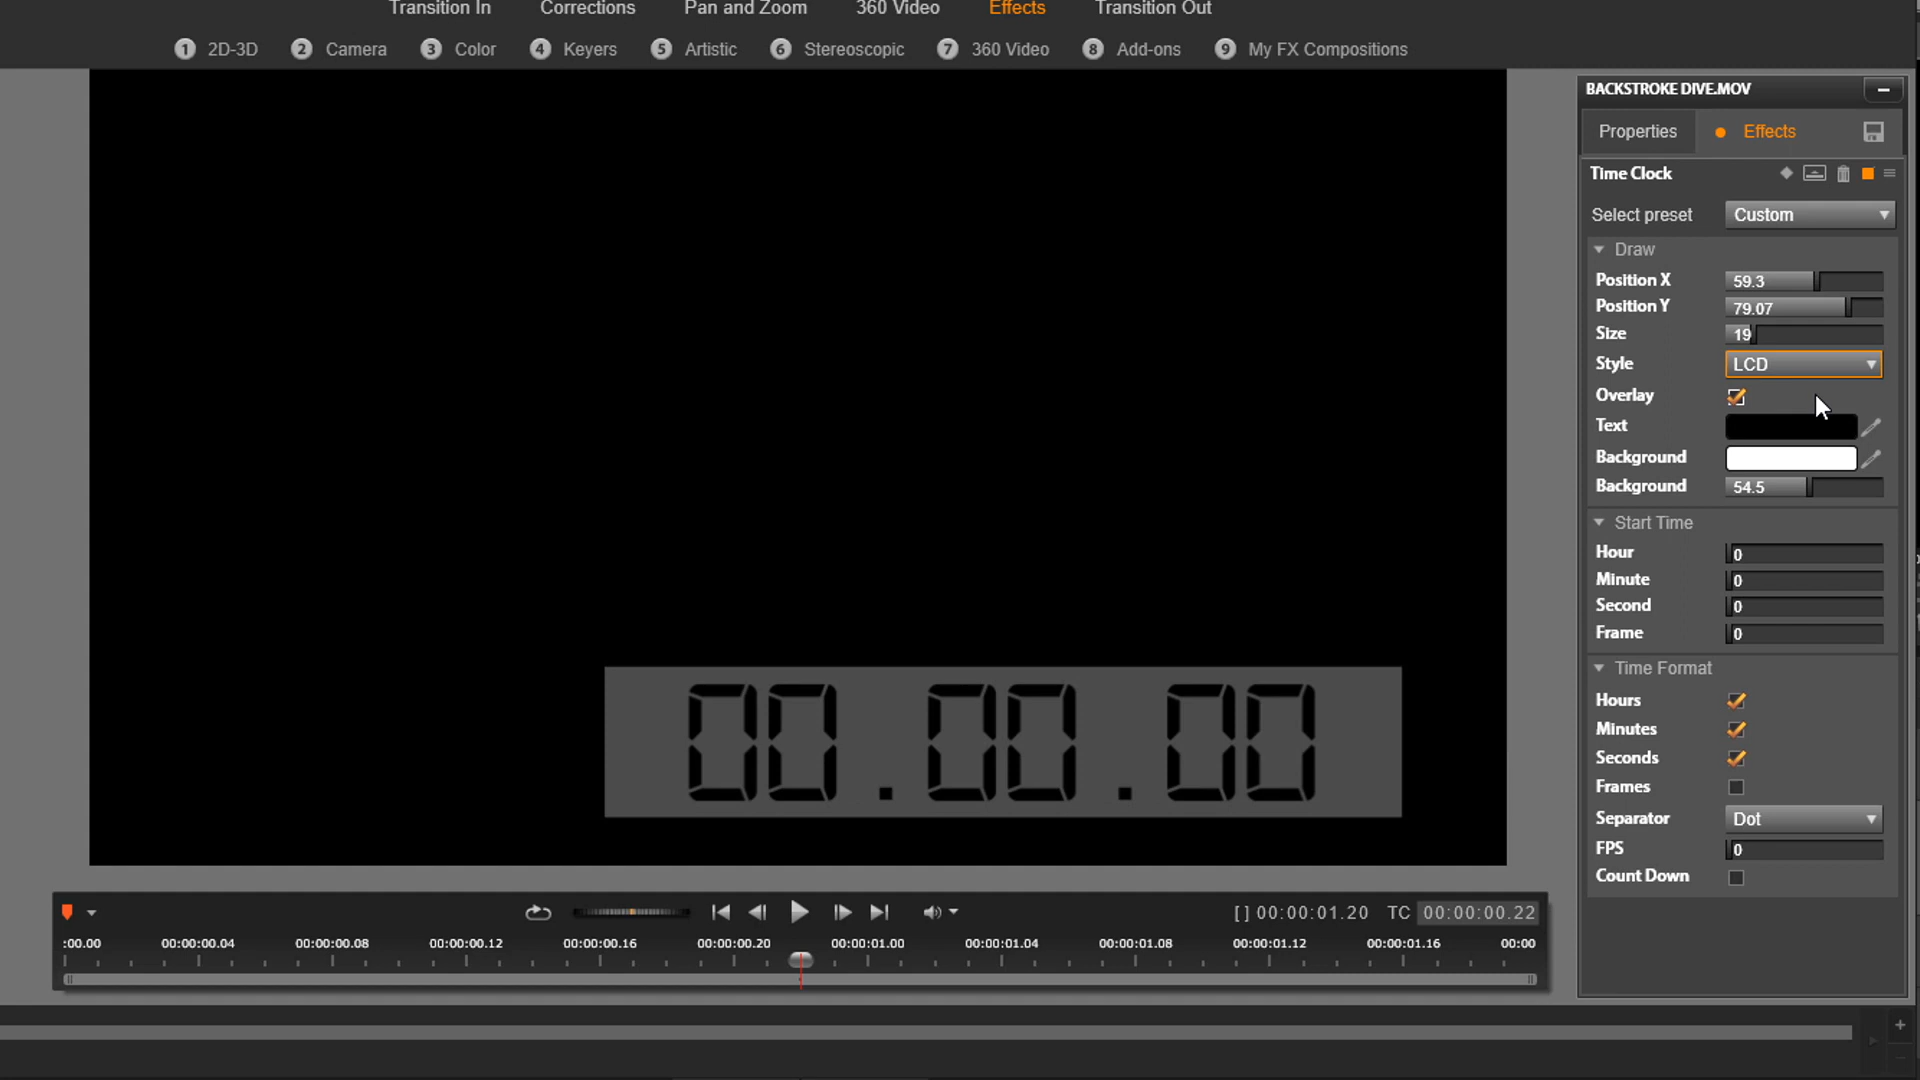 Transition In Corrections Pan and Zoom 360 Video Effects Transition Out
1 2D-3D 2 Camera 3 Color 4 Keyers 5 Artistic 6 Stereoscopic 7 360 Video 8 Add-ons 9 My FX Compositions
BACKSTROKE DIVE.MOV
Properties Effects
Time Clock
Select preset Custom
Draw
Position X 59.3
Position Y 79.07
Size 19
Style LCD
Overlay
Text
Background
Background 54.5
Start Time
Hour 0
Minute 0
Second 0
Frame 0
Time Format
Hours
Minutes
Seconds
Frames
Separator Dot
FPS 0
Count Down
00.00.00
[] 00:00:01.20 TC 00:00:00.22
:00.00 00:00:00.04 00:00:00.08 00:00:00.12 00:00:00.16 00:00:00.20 00:00:01.00 00:00:01.04 00:00:01.08 00:00:01.12 00:00:01.16 00:00